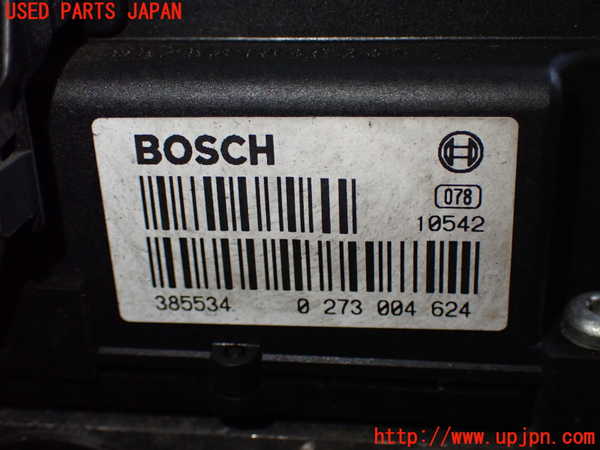 USED PARTS JAPAN
BOSCH
078
10542
385534 0 273 004 624
http://www.upjpn.com/